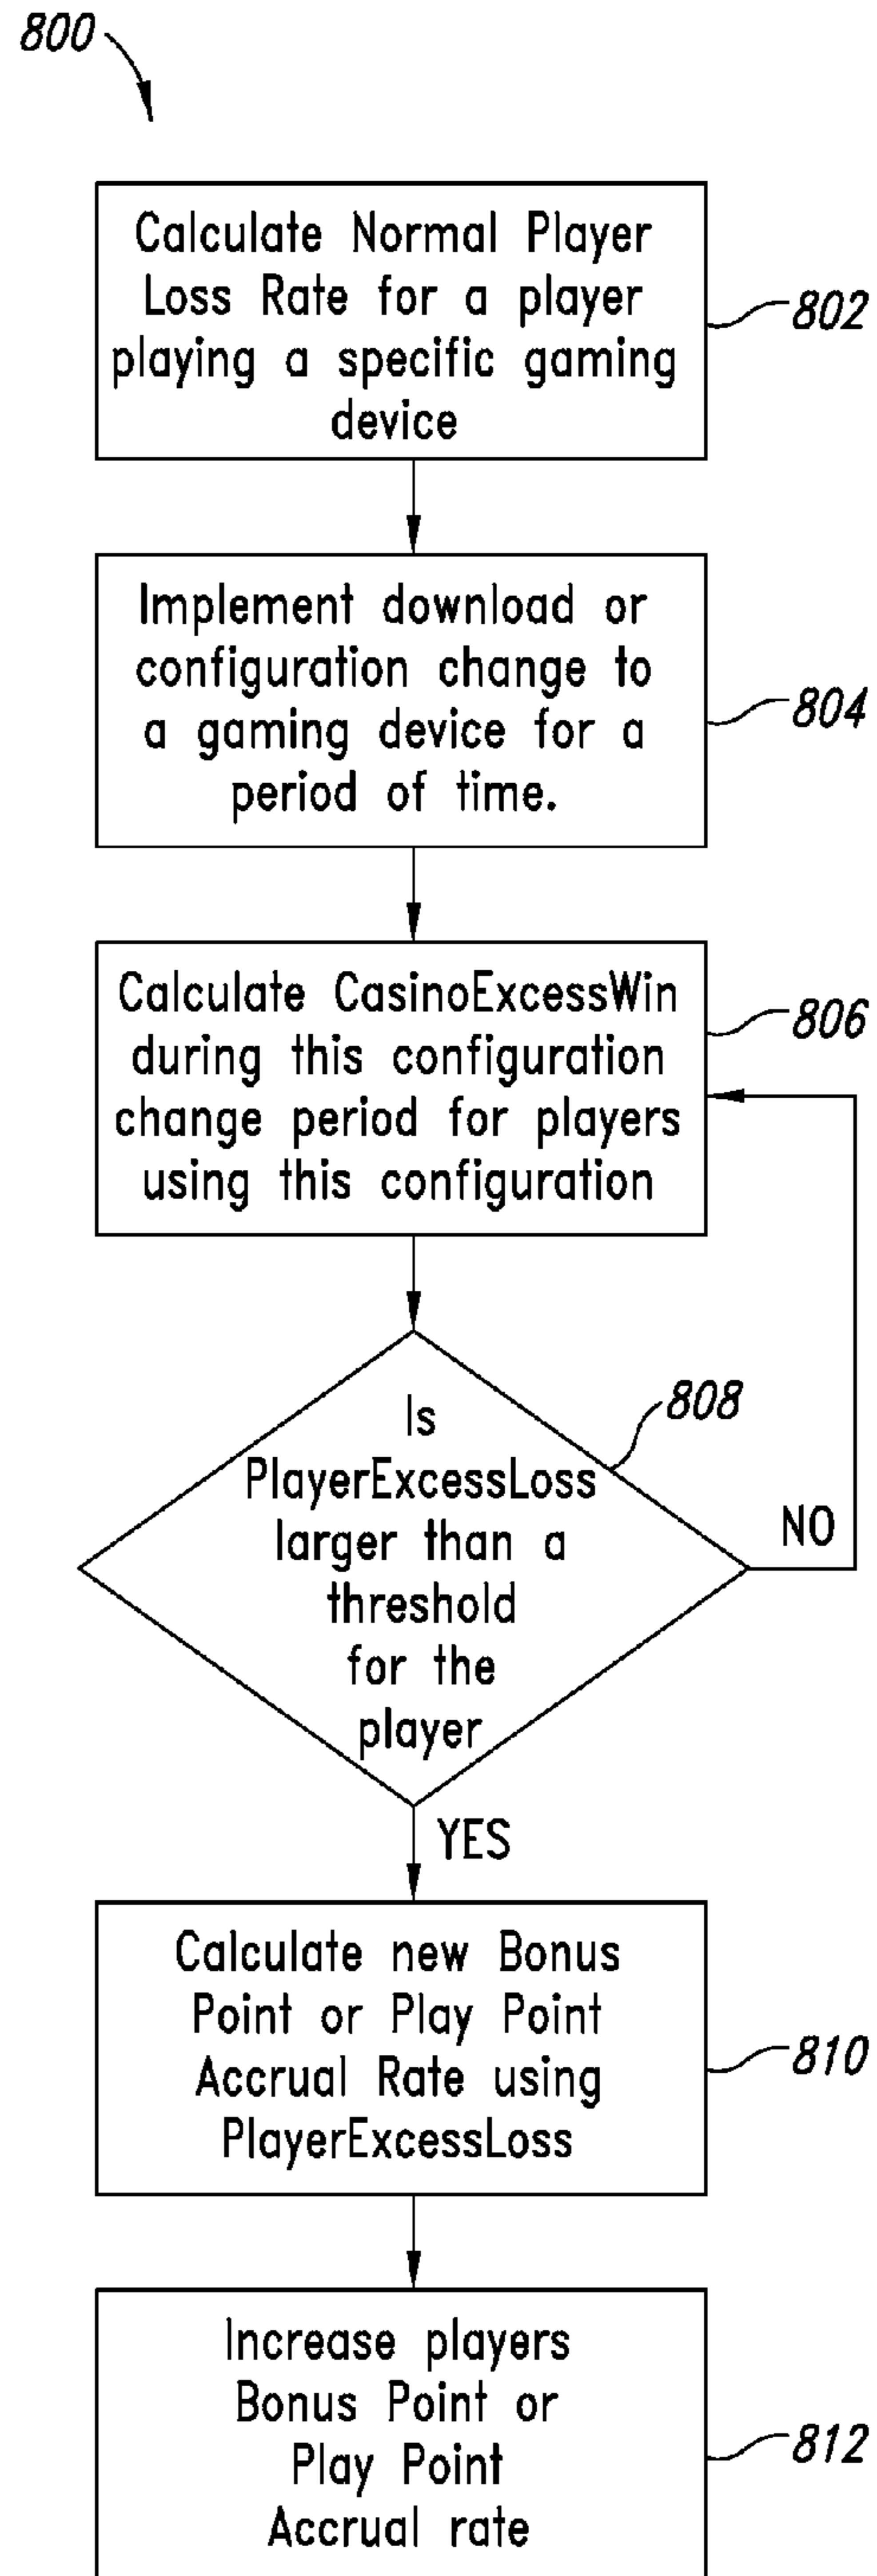 800
Calculate Normal Player
Loss Rate for a player
playing a specific gaming
device
802
Implement download or
configuration change to
a gaming device for a
period of time.
804
Calculate CasinoExcessWin
during this configuration
change period for players
using this configuration
806
Is
PlayerExcessLoss
larger than a
threshold
for the
player
808
NO
YES
Calculate new Bonus
Point or Play Point
Accrual Rate using
PlayerExcessLoss
810
Increase players
Bonus Point or
Play Point
Accrual rate
812